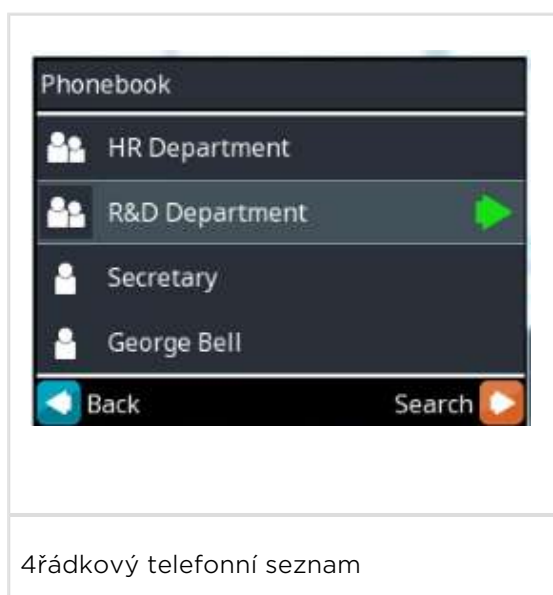 Phonebook
HR Department
R&D Department
Secretary
George Bell
Back Search
4řádkový telefonní seznam